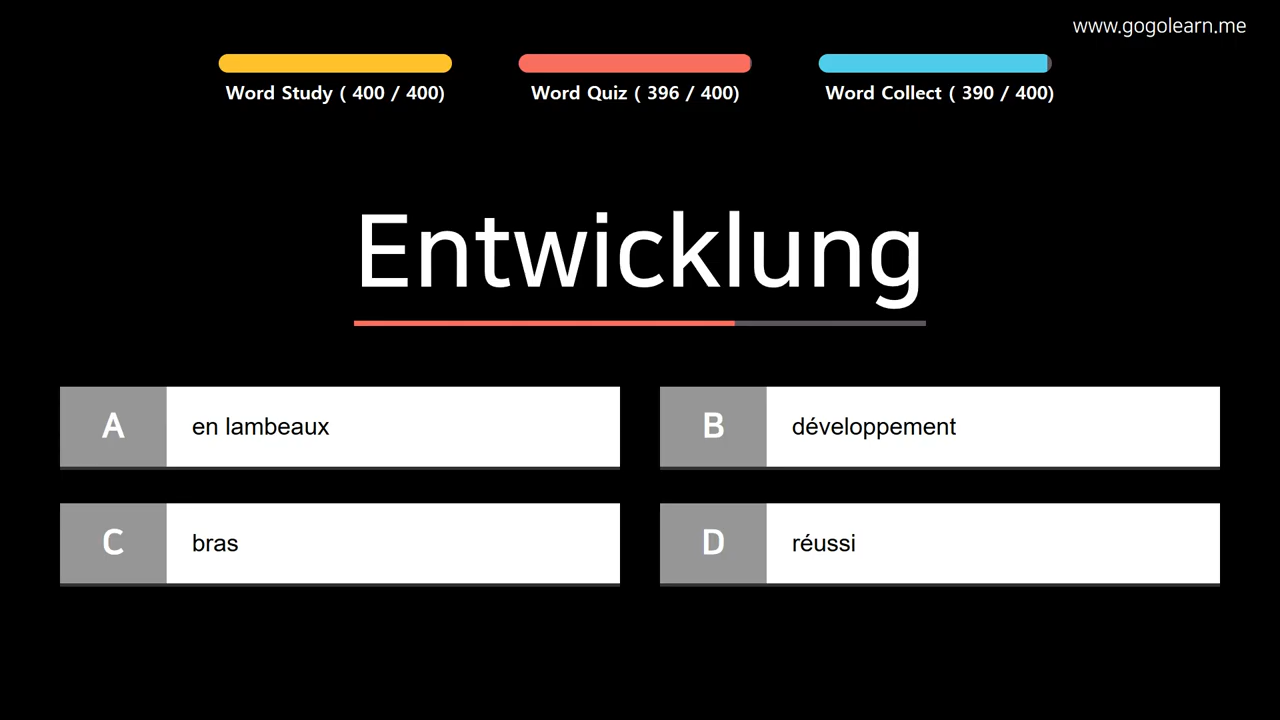 www.gogolearn.me
Word Study ( 400 / 400)
Word Quiz ( 396 / 400)
Word Collect ( 390 / 400)
Entwicklung
A
en lambeaux
B
développement
C
bras
D
réussi